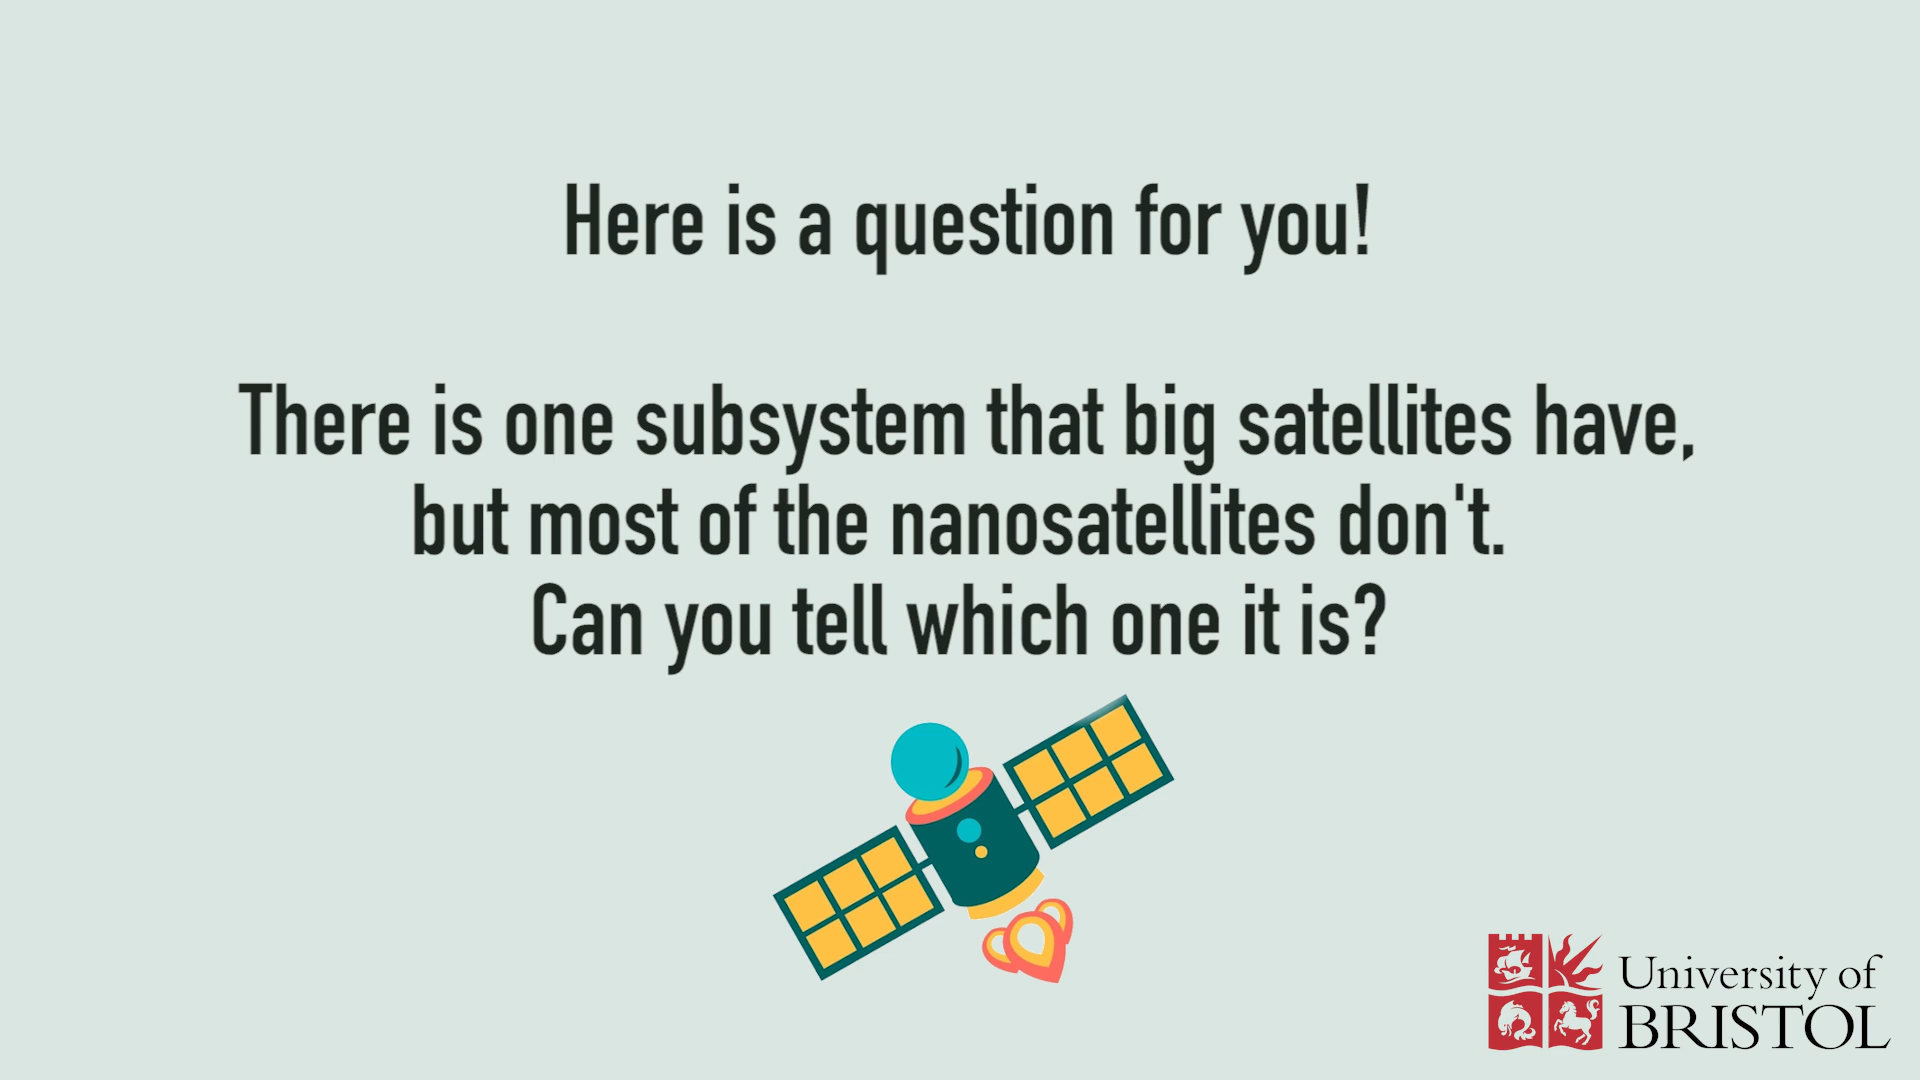 Here is a question for you!
There is one subsystem that big satellites have,
but most of the nanosatellites don't.
Can you tell which one it is?
University of
BRISTOL